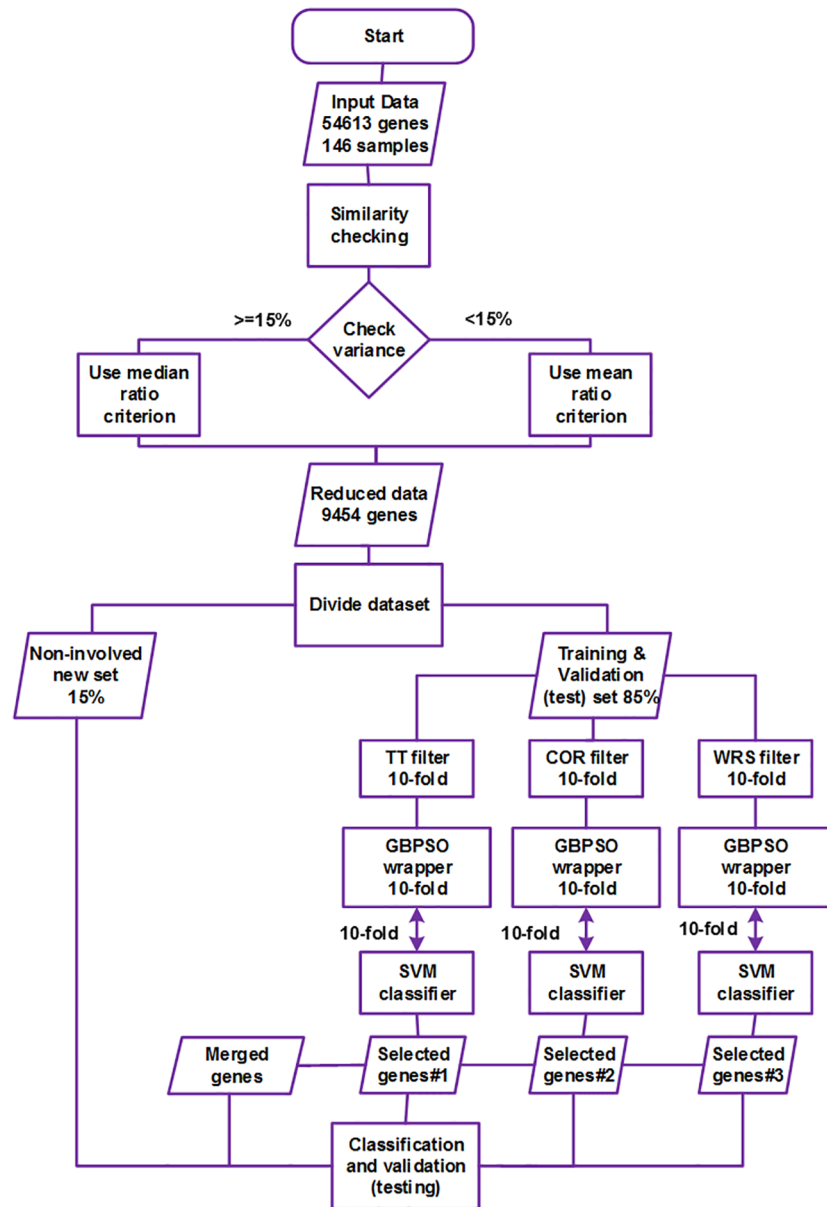 Start
Input Data
54613 genes
146 samples
Similarity
checking
>=15%
Check
variance
<15%
Use median
ratio
criterion
Use mean
ratio
criterion
Reduced data
9454 genes
Divide dataset
Non-involved
new set
15%
Training &
Validation
(test) set 85%
TT filter
10-fold
COR filter
10-fold
WRS filter
10-fold
GBPSO
wrapper
10-fold
GBPSO
wrapper
10-fold
GBPSO
wrapper
10-fold
10-fold
10-fold
10-fold
SVM
classifier
SVM
classifier
SVM
classifier
Merged
genes
Selected
genes#1
Selected
genes#2
Selected
genes#3
Classification
and validation
(testing)